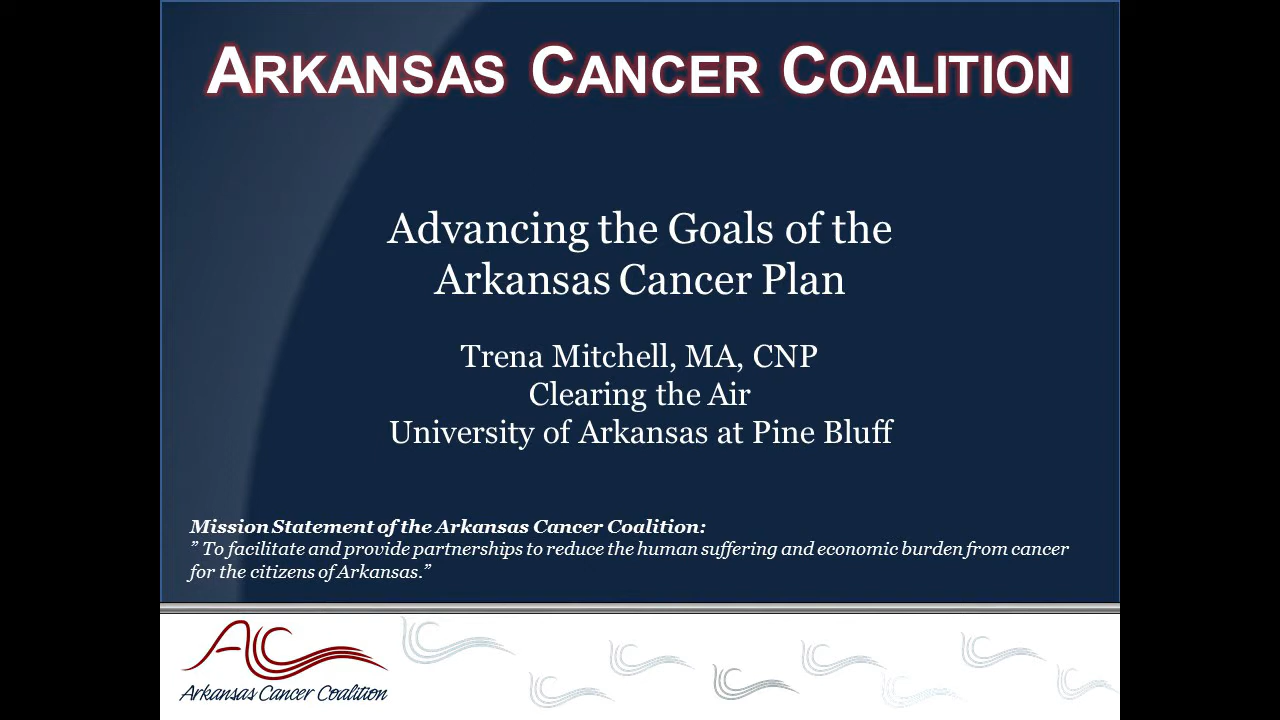 ARKANSAS CANCER COALITION
Advancing the Goals of the
Arkansas Cancer Plan
Trena Mitchell, MA, CNP
Clearing the Air
University of Arkansas at Pine Bluff
Mission Statement of the Arkansas Cancer Coalition:
” To facilitate and provide partnerships to reduce the human suffering and economic burden from cancer
for the citizens of Arkansas.”
ACC
Arkansas Cancer Coalition